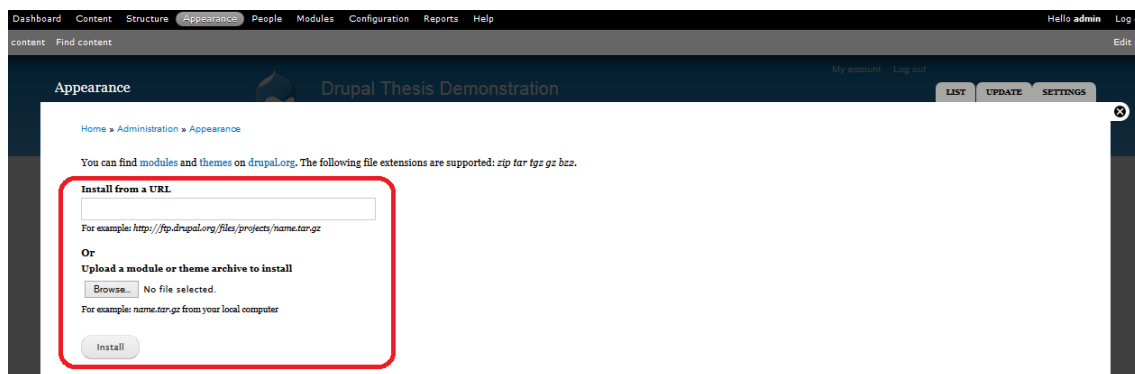 Dashboard Content Structure Appearance People Modules Configuration Reports Help Hello admin Log
content Find content Edit
My account Log out
Appearance Drupal Thesis Demonstration LIST UPDATE SETTINGS
Home » Administration » Appearance
You can find modules and themes on drupal.org. The following file extensions are supported: zip tar tgz gz bz2.
Install from a URL
For example: http://ftp.drupal.org/files/projects/name.tar.gz
Or
Upload a module or theme archive to install
Browse... No file selected.
For example: name.tar.gz from your local computer
Install